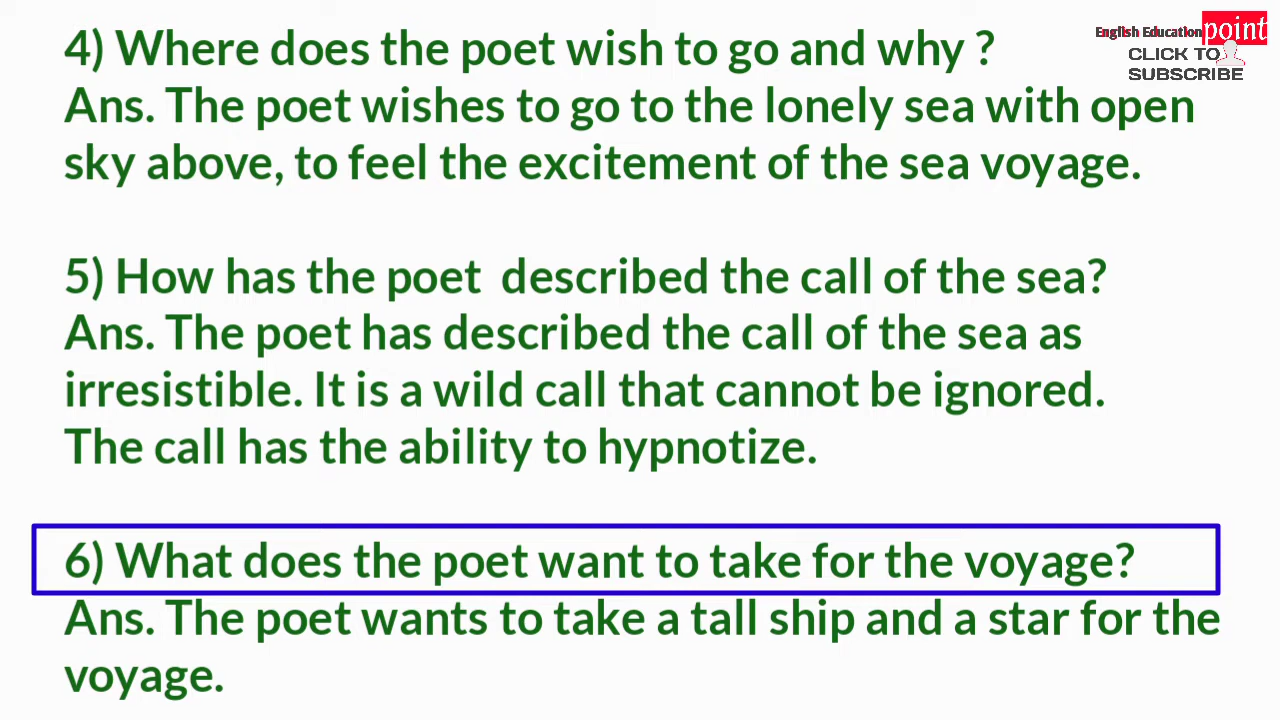 English Education point
CLICK TO
SUBSCRIBE
4) Where does the poet wish to go and why ?
Ans. The poet wishes to go to the lonely sea with open
sky above, to feel the excitement of the sea voyage.
5) How has the poet described the call of the sea?
Ans. The poet has described the call of the sea as
irresistible. It is a wild call that cannot be ignored.
The call has the ability to hypnotize.
6) What does the poet want to take for the voyage?
Ans. The poet wants to take a tall ship and a star for the
voyage.